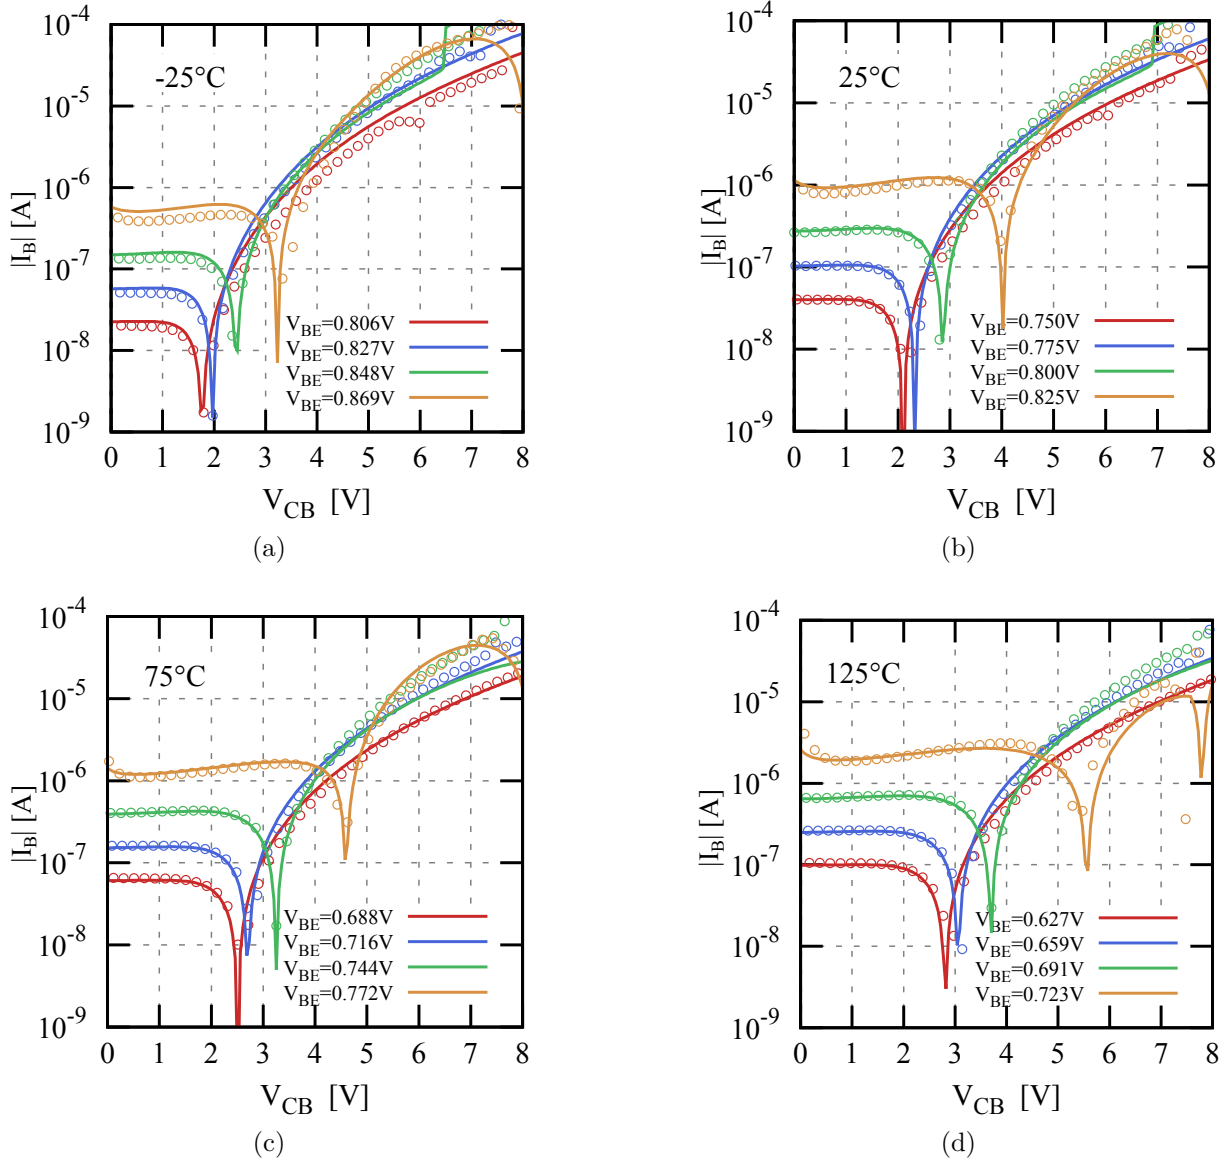 10^-4
10^-5
10^-6
10^-7
10^-8
10^-9
|I_B| [A]
-25°C
V_BE=0.806V
V_BE=0.827V
V_BE=0.848V
V_BE=0.869V
0 1 2 3 4 5 6 7 8
V_CB [V]
(a)
10^-4
10^-5
10^-6
10^-7
10^-8
10^-9
|I_B| [A]
25°C
V_BE=0.750V
V_BE=0.775V
V_BE=0.800V
V_BE=0.825V
0 1 2 3 4 5 6 7 8
V_CB [V]
(b)
10^-4
10^-5
10^-6
10^-7
10^-8
10^-9
|I_B| [A]
75°C
V_BE=0.688V
V_BE=0.716V
V_BE=0.744V
V_BE=0.772V
0 1 2 3 4 5 6 7 8
V_CB [V]
(c)
10^-4
10^-5
10^-6
10^-7
10^-8
10^-9
|I_B| [A]
125°C
V_BE=0.627V
V_BE=0.659V
V_BE=0.691V
V_BE=0.723V
0 1 2 3 4 5 6 7 8
V_CB [V]
(d)